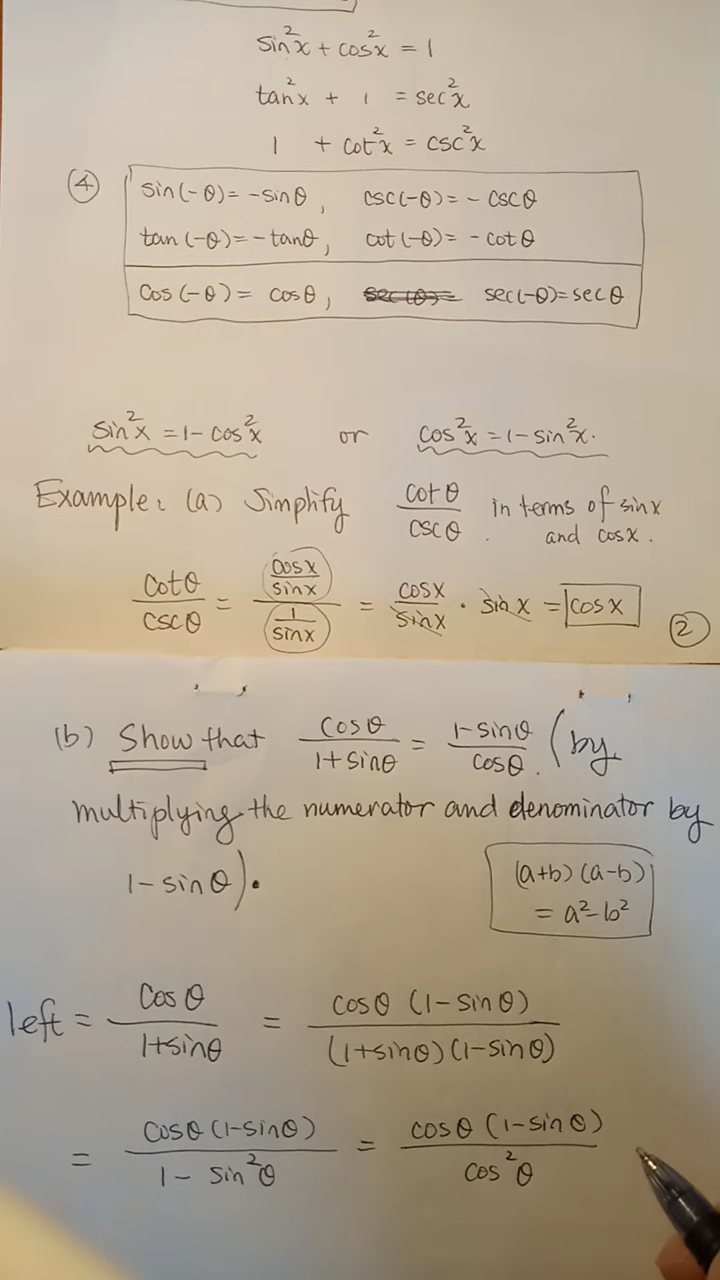 sin²x + cos²x = 1
tan²x + 1 = sec²x
1 + cot²x = csc²x
④ sin(-θ) = -sinθ, csc(-θ) = - cscθ
tan(-θ) = -tanθ, cot(-θ) = - cotθ
cos(-θ) = cosθ, sec(-θ) = secθ
sin²x = 1 - cos²x or cos²x = 1 - sin²x.
Example: (a) Simplify cotθ/cscθ in terms of sinx and cosx.
cotθ/cscθ = (cosx/sinx)/(1/sinx) = cosx/sinx · sinx = cosx
②
(b) Show that cosθ/(1+sinθ) = (1-sinθ)/cosθ. (by
multiplying the numerator and denominator by
1 - sinθ).
(a+b)(a-b)
= a²-b²
left = cosθ/(1+sinθ) = cosθ(1-sinθ)/((1+sinθ)(1-sinθ))
= cosθ(1-sinθ)/(1 - sin²θ) = cosθ(1-sinθ)/cos²θ